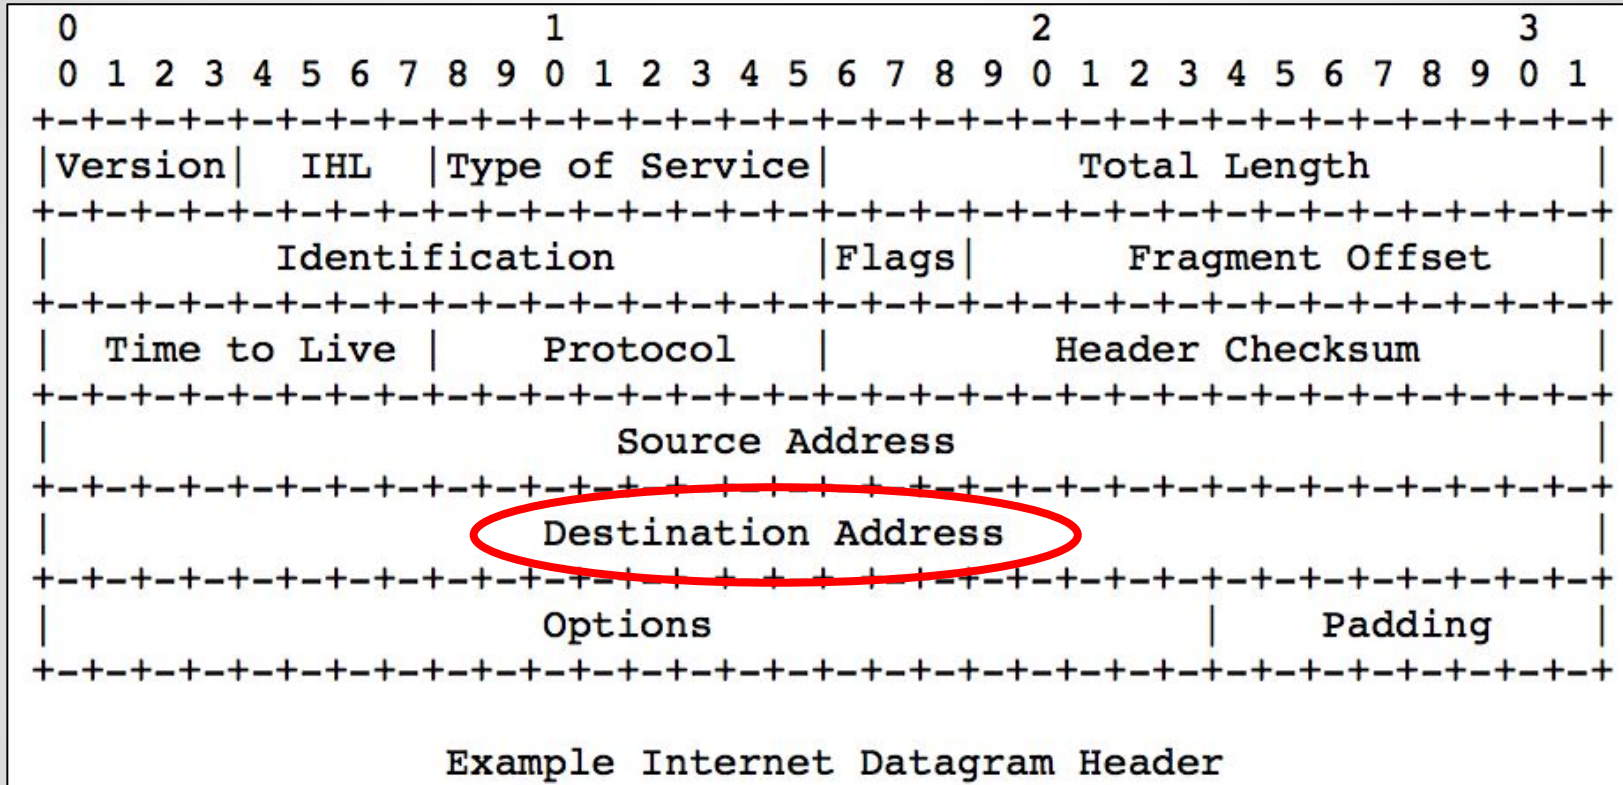 0                   1                   2                   3
 0 1 2 3 4 5 6 7 8 9 0 1 2 3 4 5 6 7 8 9 0 1 2 3 4 5 6 7 8 9 0 1
+-+-+-+-+-+-+-+-+-+-+-+-+-+-+-+-+-+-+-+-+-+-+-+-+-+-+-+-+-+-+-+-+
|Version|  IHL  |Type of Service|          Total Length         |
+-+-+-+-+-+-+-+-+-+-+-+-+-+-+-+-+-+-+-+-+-+-+-+-+-+-+-+-+-+-+-+-+
|         Identification        |Flags|      Fragment Offset    |
+-+-+-+-+-+-+-+-+-+-+-+-+-+-+-+-+-+-+-+-+-+-+-+-+-+-+-+-+-+-+-+-+
|  Time to Live |    Protocol   |         Header Checksum       |
+-+-+-+-+-+-+-+-+-+-+-+-+-+-+-+-+-+-+-+-+-+-+-+-+-+-+-+-+-+-+-+-+
|                       Source Address                          |
+-+-+-+-+-+-+-+-+-+-+-+-+-+-+-+-+-+-+-+-+-+-+-+-+-+-+-+-+-+-+-+-+
|                    Destination Address                        |
+-+-+-+-+-+-+-+-+-+-+-+-+-+-+-+-+-+-+-+-+-+-+-+-+-+-+-+-+-+-+-+-+
|                    Options                    |    Padding    |
+-+-+-+-+-+-+-+-+-+-+-+-+-+-+-+-+-+-+-+-+-+-+-+-+-+-+-+-+-+-+-+-+
Example Internet Datagram Header